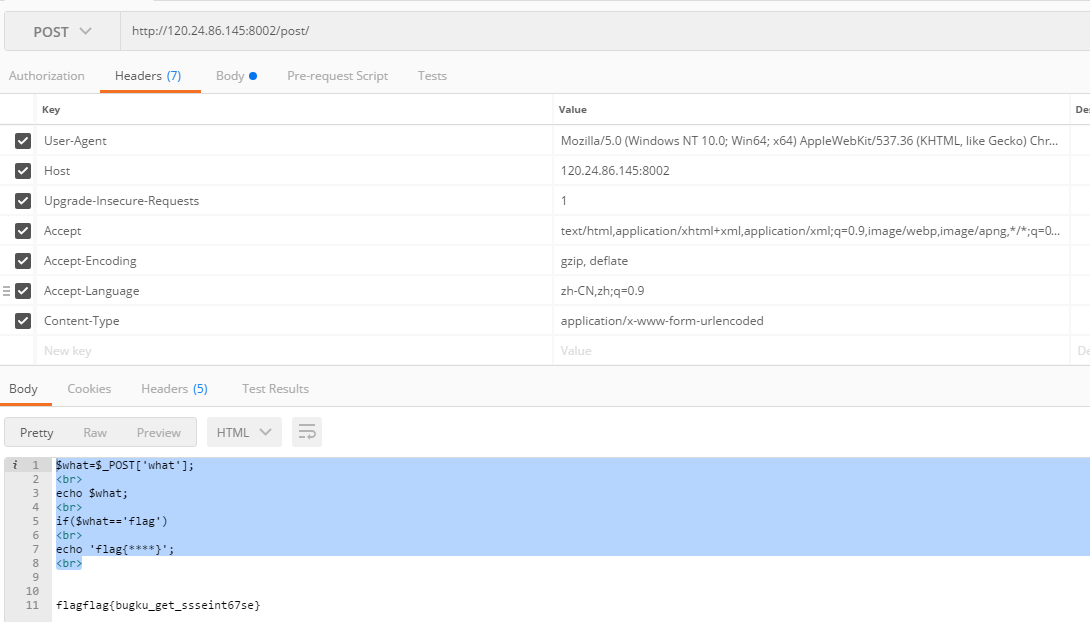 POST http://120.24.86.145:8002/post/
Authorization Headers (7) Body Pre-request Script Tests
Key Value
User-Agent Mozilla/5.0 (Windows NT 10.0; Win64; x64) AppleWebKit/537.36 (KHTML, like Gecko) Chr...
Host 120.24.86.145:8002
Upgrade-Insecure-Requests 1
Accept text/html,application/xhtml+xml,application/xml;q=0.9,image/webp,image/apng,*/*;q=0...
Accept-Encoding gzip, deflate
Accept-Language zh-CN,zh;q=0.9
Content-Type application/x-www-form-urlencoded
New key Value
Body Cookies Headers (5) Test Results
Pretty Raw Preview HTML
i 1 $what=$_POST['what'];
2 <br>
3 echo $what;
4 <br>
5 if($what=='flag')
6 <br>
7 echo 'flag{****}';
8 <br>
9
10
11 flagflag{bugku_get_ssseint67se}